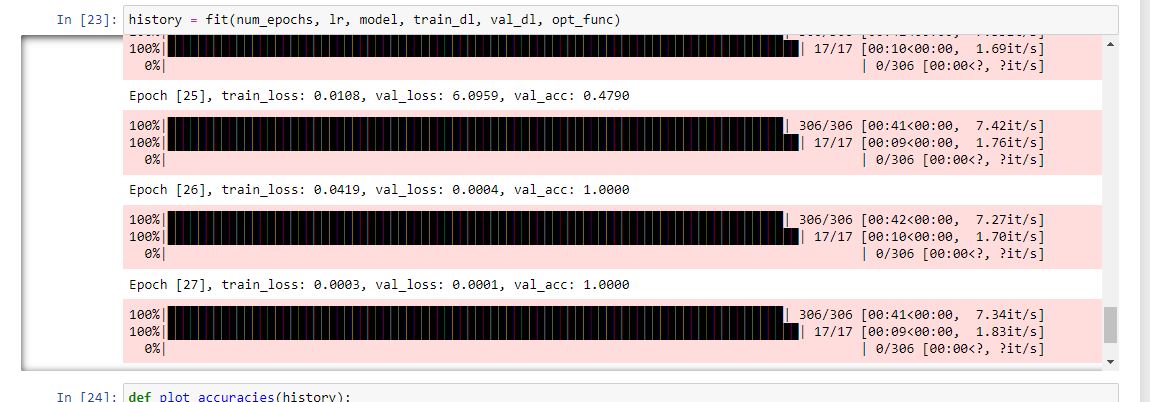 In [23]: history = fit(num_epochs, lr, model, train_dl, val_dl, opt_func)
100%| | 17/17 [00:10<00:00, 1.69it/s]
0%| | 0/306 [00:00<?, ?it/s]
Epoch [25], train_loss: 0.0108, val_loss: 6.0959, val_acc: 0.4790
100%| | 306/306 [00:41<00:00, 7.42it/s]
100%| | 17/17 [00:09<00:00, 1.76it/s]
0%| | 0/306 [00:00<?, ?it/s]
Epoch [26], train_loss: 0.0419, val_loss: 0.0004, val_acc: 1.0000
100%| | 306/306 [00:42<00:00, 7.27it/s]
100%| | 17/17 [00:10<00:00, 1.70it/s]
0%| | 0/306 [00:00<?, ?it/s]
Epoch [27], train_loss: 0.0003, val_loss: 0.0001, val_acc: 1.0000
100%| | 306/306 [00:41<00:00, 7.34it/s]
100%| | 17/17 [00:09<00:00, 1.83it/s]
0%| | 0/306 [00:00<?, ?it/s]
In [24]: def plot_accuracies(history):